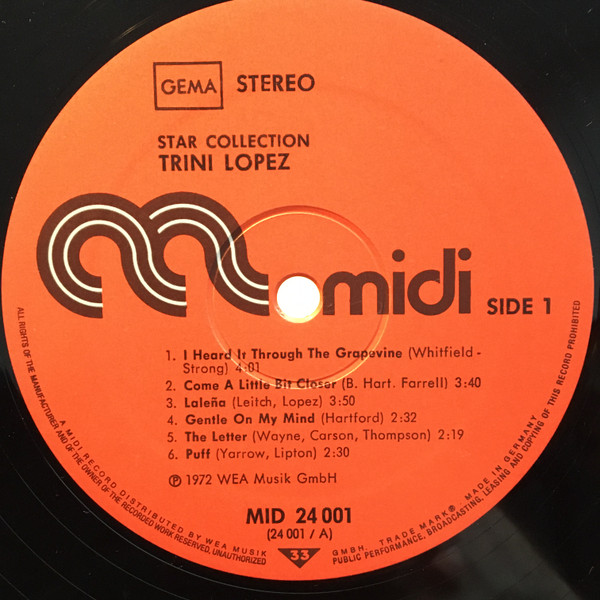 GEMA STEREO
STAR COLLECTION
TRINI LOPEZ
midi SIDE 1
1. I Heard It Through The Grapevine (Whitfield -
Strong) 4:01
2. Come A Little Bit Closer (B. Hart. Farrell) 3:40
3. Laleña (Leitch, Lopez) 3:50
4. Gentle On My Mind (Hartford) 2:32
5. The Letter (Wayne, Carson, Thompson) 2:19
6. Puff (Yarrow, Lipton) 2:30
Ⓟ 1972 WEA Musik GmbH
MID 24 001
(24 001 / A)
33
ALL RIGHTS OF THE MANUFACTURER AND OF THE OWNER OF THE RECORDED WORK RESERVED, UNAUTHORIZED PUBLIC PERFORMANCE, BROADCASTING, LEASING AND COPYING OF THIS RECORD PROHIBITED
A MIDI RECORD DISTRIBUTED BY WEA MUSIK GMBH, TRADE MARK® MADE IN GERMANY